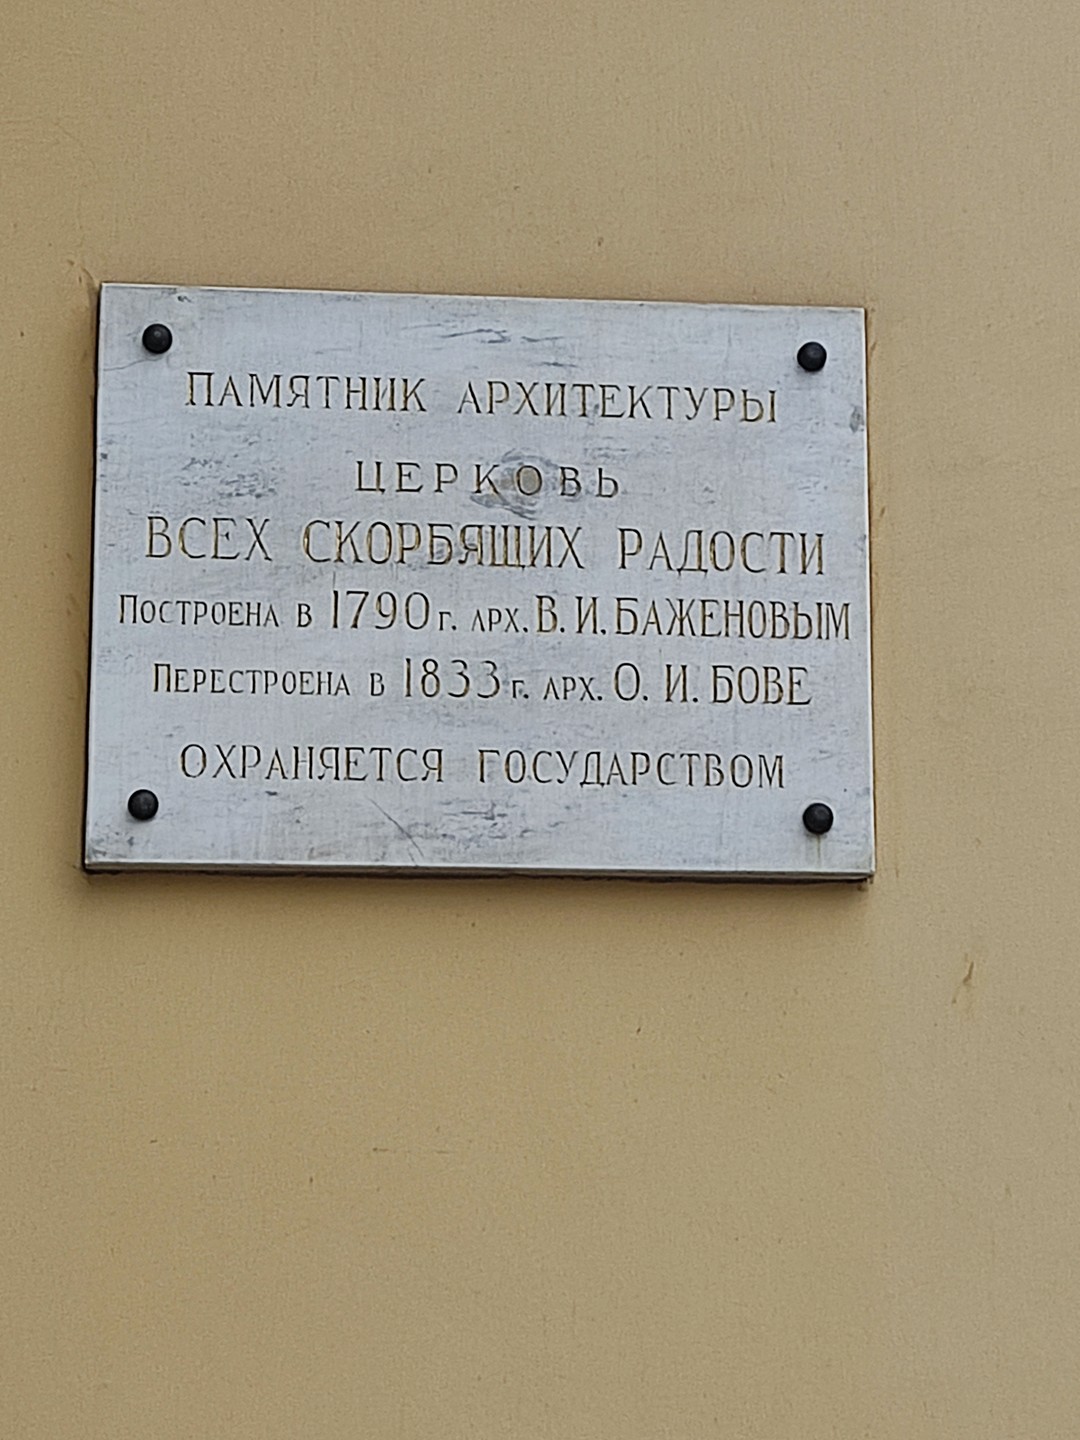 ПАМЯТНИК АРХИТЕКТУРЫ
ЦЕРКОВЬ
ВСЕХ СКОРБЯЩИХ РАДОСТИ
ПОСТРОЕНА В 1790 Г. АРХ. В. И. БАЖЕНОВЫМ
ПЕРЕСТРОЕНА В 1833 Г. АРХ. О. И. БОВЕ
ОХРАНЯЕТСЯ ГОСУДАРСТВОМ